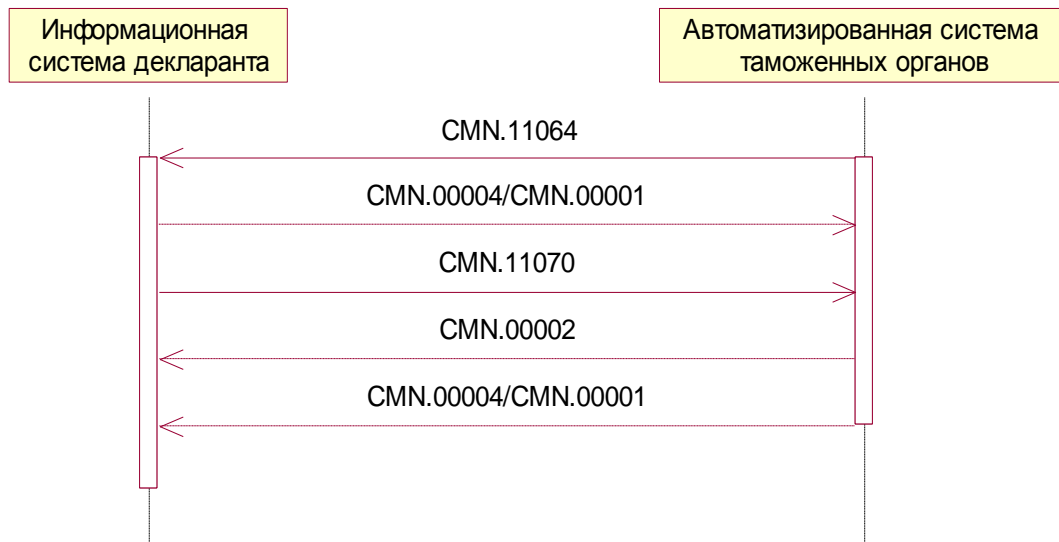 Информационная
система декларанта
Автоматизированная система
таможенных органов
CMN.11064
CMN.00004/CMN.00001
CMN.11070
CMN.00002
CMN.00004/CMN.00001